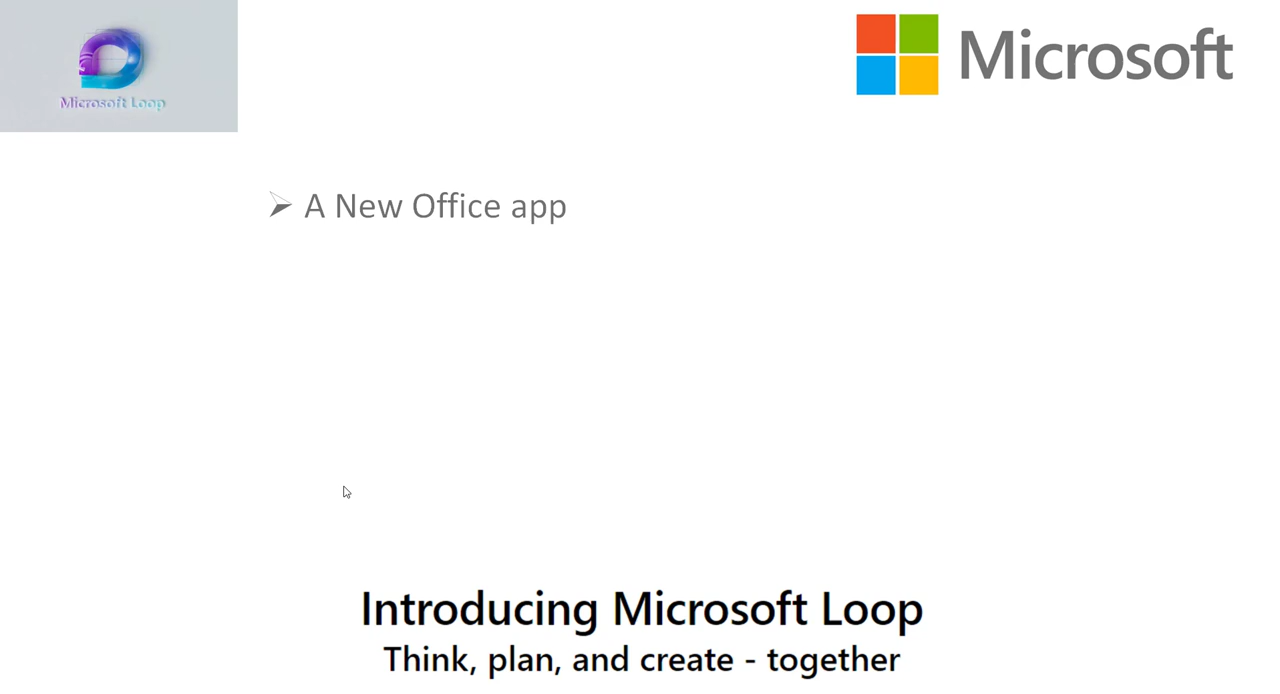 Microsoft Loop
Microsoft
A New Office app
Introducing Microsoft Loop
Think, plan, and create - together